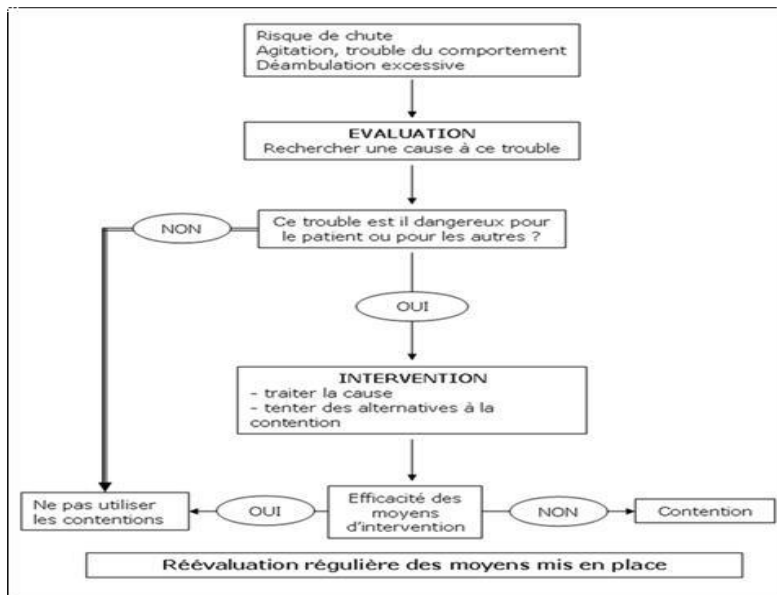 Risque de chute
Agitation, trouble du comportement
Déambulation excessive
EVALUATION
Rechercher une cause à ce trouble
Ce trouble est il dangereux pour
le patient ou pour les autres ?
NON
OUI
INTERVENTION
- traiter la cause
- tenter des alternatives à la
contention
Ne pas utiliser
les contentions
OUI
Efficacité des
moyens
d'intervention
NON
Contention
Réévaluation régulière des moyens mis en place